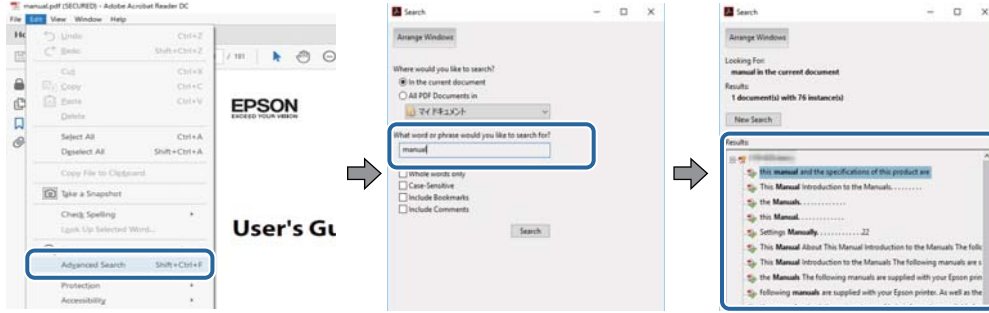 manual.pdf (SECURED) - Adobe Acrobat Reader DC
File Edit View Window Help
Undo Ctrl+Z
Redo Shift+Ctrl+Z
Cut Ctrl+X
Copy Ctrl+C
Paste Ctrl+V
Delete
Select All Ctrl+A
Deselect All Shift+Ctrl+A
Copy File to Clipboard
Take a Snapshot
Check Spelling
Look Up Selected Word...
Advanced Search Shift+Ctrl+F
Protection
Accessibility
/ 181
EPSON
EXCEED YOUR VISION
User's Gu
Search
Arrange Windows
Where would you like to search?
In the current document
All PDF Documents in
マイ ドキュメント
What word or phrase would you like to search for?
manual
Whole words only
Case-Sensitive
Include Bookmarks
Include Comments
Search
Search
Arrange Windows
Looking For:
manual in the current document
Results:
1 document(s) with 76 instance(s)
New Search
Results:
this manual and the specifications of this product are
This Manual Introduction to the Manuals. . . . . . . . .
the Manuals. . . . . . . . . . . .
this Manual. . . . . . . . . . . .
Settings Manually. . . . . . . . . . . . 22
This Manual About This Manual Introduction to the Manuals The follo
This Manual Introduction to the Manuals The following manuals are s
the Manuals The following manuals are supplied with your Epson prin
following manuals are supplied with your Epson printer. As well as the